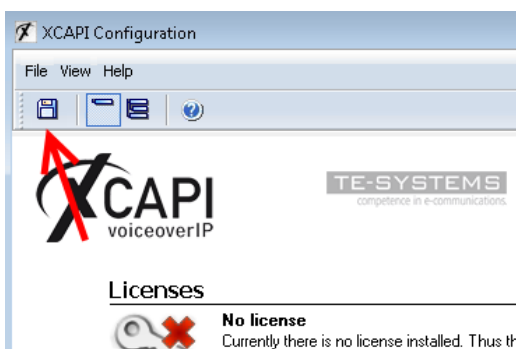 XCAPI Configuration
File View Help
XCAPI
voiceoverIP
TE-SYSTEMS
competence in e-communications.
Licenses
No license
Currently there is no license installed. Thus th